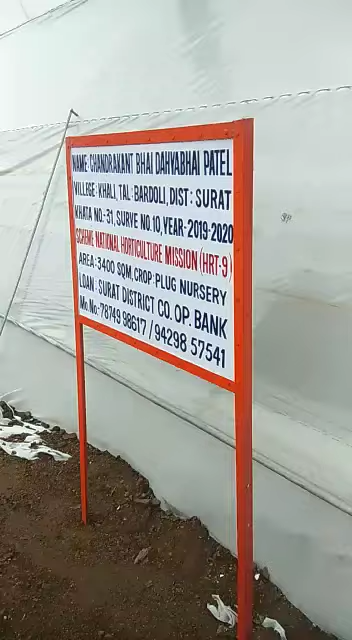 NAME: CHANDRAKANT BHAI DAHYABHAI PATEL
VILLEGE: KHALI, TAL: BARDOLI, DIST: SURAT
KHATA NO:-31, SURVE NO.10, YEAR-2019-2020
SCHEME: NATIONAL HORTICULTURE MISSION (HRT-9)
AREA:3400 SQM,CROP:PLUG NURSERY
LOAN: SURAT DISTRICT CO. OP. BANK
Mo No:-78749 98617 / 94298 57541